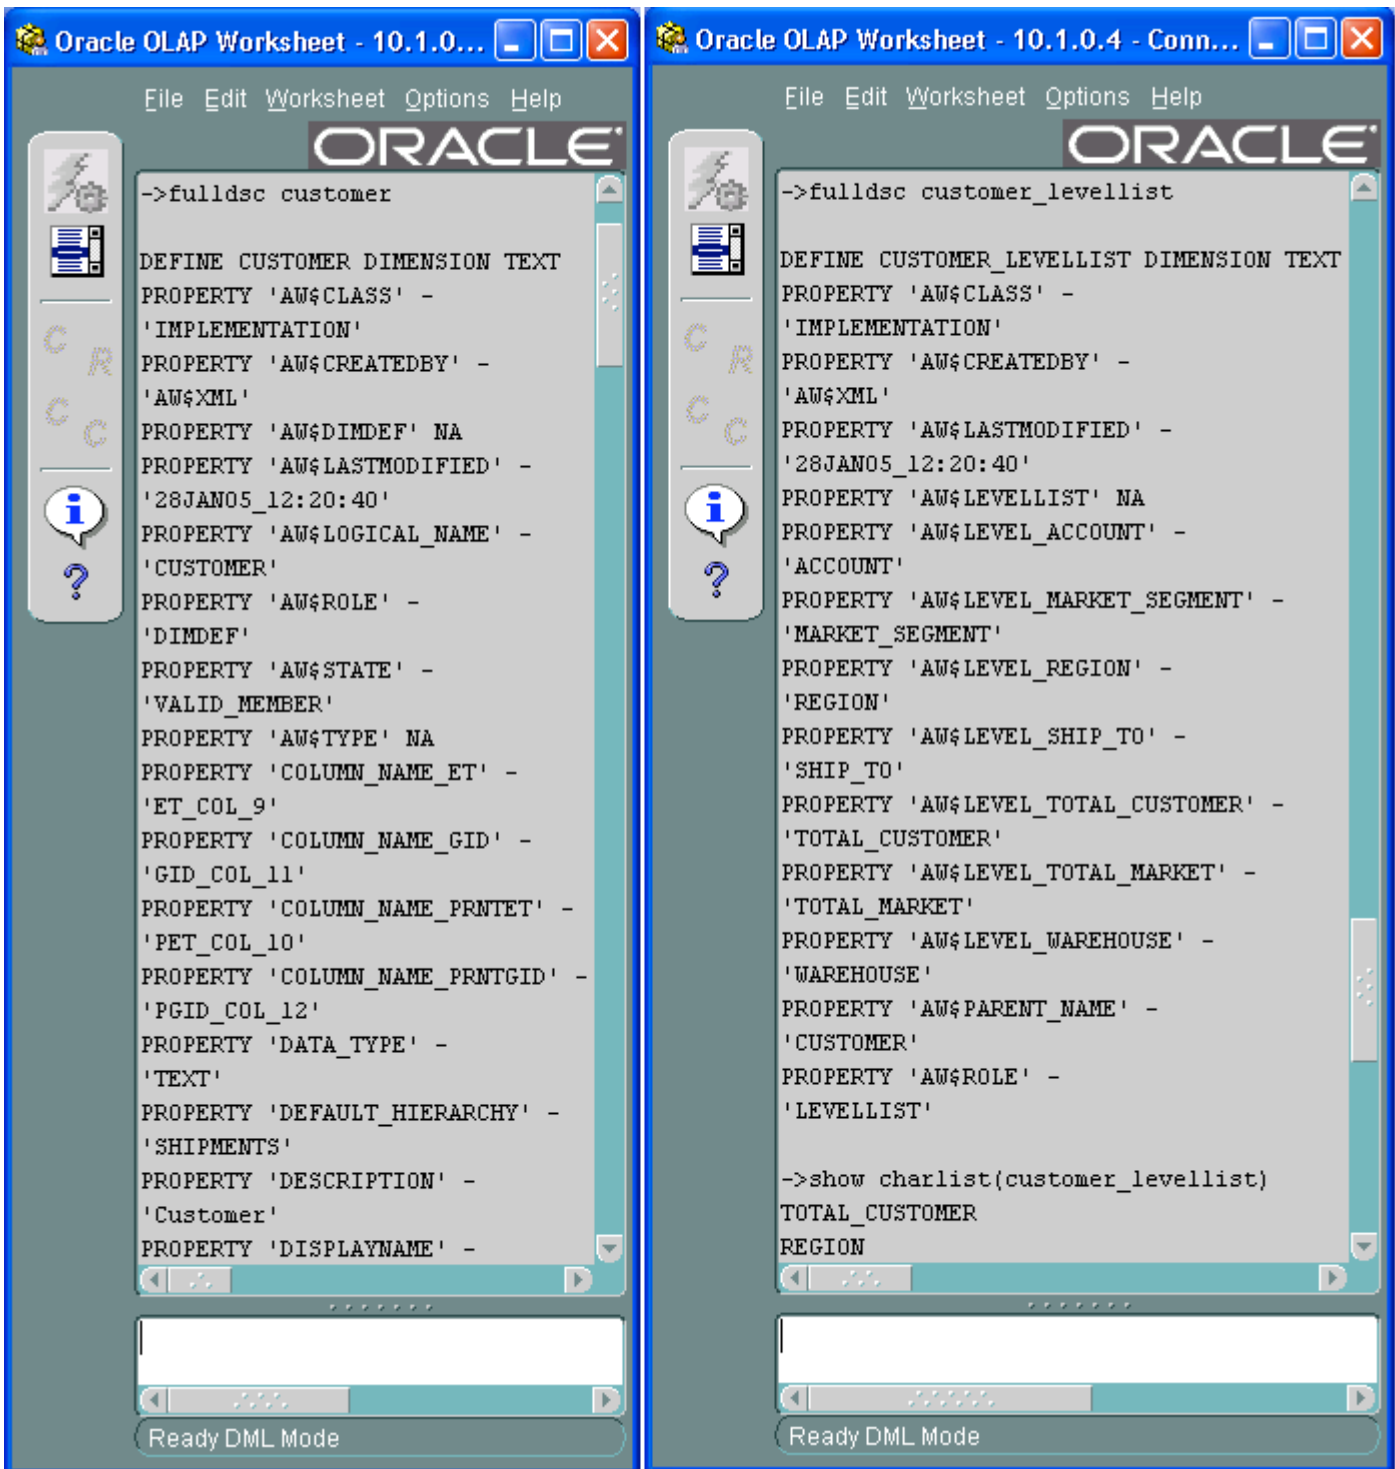 Oracle OLAP Worksheet - 10.1.0...
File Edit Worksheet Options Help
ORACLE
->fulldsc customer
DEFINE CUSTOMER DIMENSION TEXT
PROPERTY 'AW$CLASS' -
'IMPLEMENTATION'
PROPERTY 'AW$CREATEDBY' -
'AW$XML'
PROPERTY 'AW$DIMDEF' NA
PROPERTY 'AW$LASTMODIFIED' -
'28JAN05_12:20:40'
PROPERTY 'AW$LOGICAL_NAME' -
'CUSTOMER'
PROPERTY 'AW$ROLE' -
'DIMDEF'
PROPERTY 'AW$STATE' -
'VALID_MEMBER'
PROPERTY 'AW$TYPE' NA
PROPERTY 'COLUMN_NAME_ET' -
'ET_COL_9'
PROPERTY 'COLUMN_NAME_GID' -
'GID_COL_11'
PROPERTY 'COLUMN_NAME_PRNTET' -
'PET_COL_10'
PROPERTY 'COLUMN_NAME_PRNTGID' -
'PGID_COL_12'
PROPERTY 'DATA_TYPE' -
'TEXT'
PROPERTY 'DEFAULT_HIERARCHY' -
'SHIPMENTS'
PROPERTY 'DESCRIPTION' -
'Customer'
PROPERTY 'DISPLAYNAME' -
C R
C C
i
?
Ready DML Mode
Oracle OLAP Worksheet - 10.1.0.4 - Conn...
File Edit Worksheet Options Help
ORACLE
->fulldsc customer_levellist
DEFINE CUSTOMER_LEVELLIST DIMENSION TEXT
PROPERTY 'AW$CLASS' -
'IMPLEMENTATION'
PROPERTY 'AW$CREATEDBY' -
'AW$XML'
PROPERTY 'AW$LASTMODIFIED' -
'28JAN05_12:20:40'
PROPERTY 'AW$LEVELLIST' NA
PROPERTY 'AW$LEVEL_ACCOUNT' -
'ACCOUNT'
PROPERTY 'AW$LEVEL_MARKET_SEGMENT' -
'MARKET_SEGMENT'
PROPERTY 'AW$LEVEL_REGION' -
'REGION'
PROPERTY 'AW$LEVEL_SHIP_TO' -
'SHIP_TO'
PROPERTY 'AW$LEVEL_TOTAL_CUSTOMER' -
'TOTAL_CUSTOMER'
PROPERTY 'AW$LEVEL_TOTAL_MARKET' -
'TOTAL_MARKET'
PROPERTY 'AW$LEVEL_WAREHOUSE' -
'WAREHOUSE'
PROPERTY 'AW$PARENT_NAME' -
'CUSTOMER'
PROPERTY 'AW$ROLE' -
'LEVELLIST'
->show charlist(customer_levellist)
TOTAL_CUSTOMER
REGION
C R
C C
i
?
Ready DML Mode